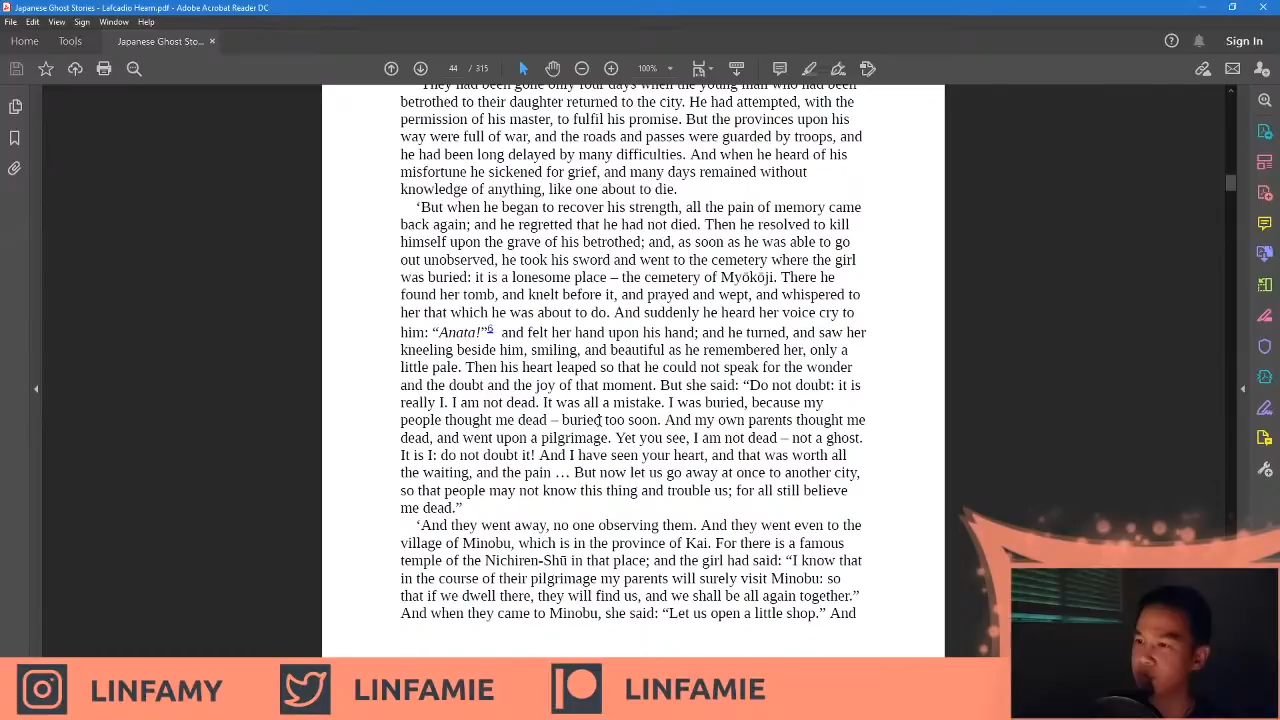 Japanese Ghost Stories - Lafcadio Hearn.pdf - Adobe Acrobat Reader DC
File Edit View Sign Window Help
Home Tools Japanese Ghost Sto... × Sign In
44 / 315 100%
They had been gone only four days when the young man who had been
betrothed to their daughter returned to the city. He had attempted, with the
permission of his master, to fulfil his promise. But the provinces upon his
way were full of war, and the roads and passes were guarded by troops, and
he had been long delayed by many difficulties. And when he heard of his
misfortune he sickened for grief, and many days remained without
knowledge of anything, like one about to die.
‘But when he began to recover his strength, all the pain of memory came
back again; and he regretted that he had not died. Then he resolved to kill
himself upon the grave of his betrothed; and, as soon as he was able to go
out unobserved, he took his sword and went to the cemetery where the girl
was buried: it is a lonesome place – the cemetery of Myōkōji. There he
found her tomb, and knelt before it, and prayed and wept, and whispered to
her that which he was about to do. And suddenly he heard her voice cry to
him: “Anata!”6 and felt her hand upon his hand; and he turned, and saw her
kneeling beside him, smiling, and beautiful as he remembered her, only a
little pale. Then his heart leaped so that he could not speak for the wonder
and the doubt and the joy of that moment. But she said: “Do not doubt: it is
really I. I am not dead. It was all a mistake. I was buried, because my
people thought me dead – buried too soon. And my own parents thought me
dead, and went upon a pilgrimage. Yet you see, I am not dead – not a ghost.
It is I: do not doubt it! And I have seen your heart, and that was worth all
the waiting, and the pain … But now let us go away at once to another city,
so that people may not know this thing and trouble us; for all still believe
me dead.”
‘And they went away, no one observing them. And they went even to the
village of Minobu, which is in the province of Kai. For there is a famous
temple of the Nichiren-Shū in that place; and the girl had said: “I know that
in the course of their pilgrimage my parents will surely visit Minobu: so
that if we dwell there, they will find us, and we shall be all again together.”
And when they came to Minobu, she said: “Let us open a little shop.” And
LINFAMY LINFAMIE LINFAMIE